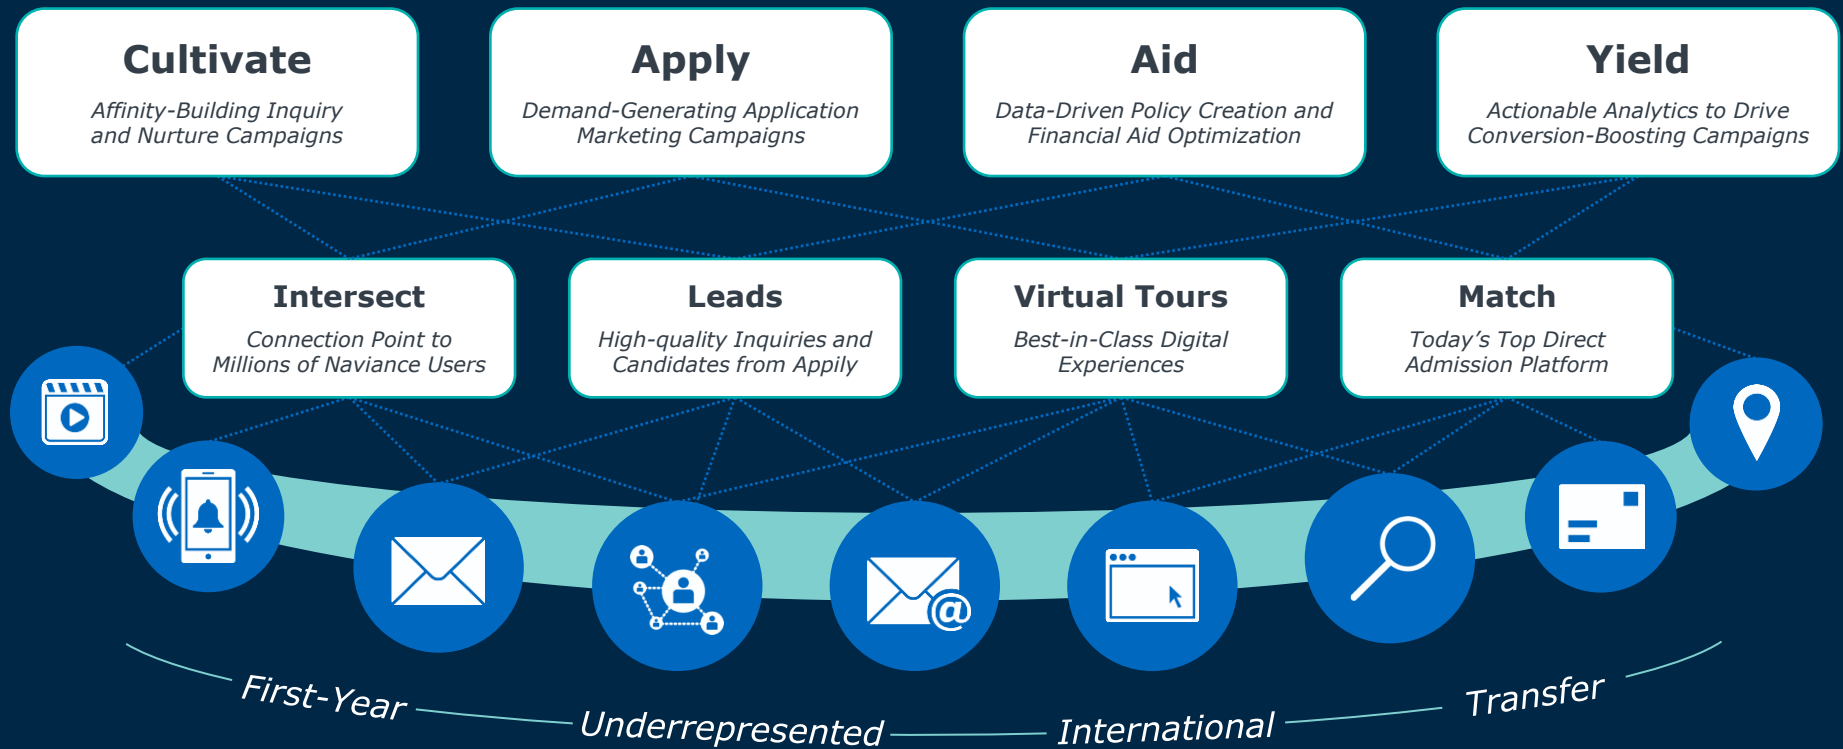 Cultivate
Affinity-Building Inquiry
and Nurture Campaigns
Apply
Demand-Generating Application
Marketing Campaigns
Aid
Data-Driven Policy Creation and
Financial Aid Optimization
Yield
Actionable Analytics to Drive
Conversion-Boosting Campaigns
Intersect
Connection Point to
Millions of Naviance Users
Leads
High-quality Inquiries and
Candidates from Appily
Virtual Tours
Best-in-Class Digital
Experiences
Match
Today’s Top Direct
Admission Platform
@
First-Year
Underrepresented
International
Transfer